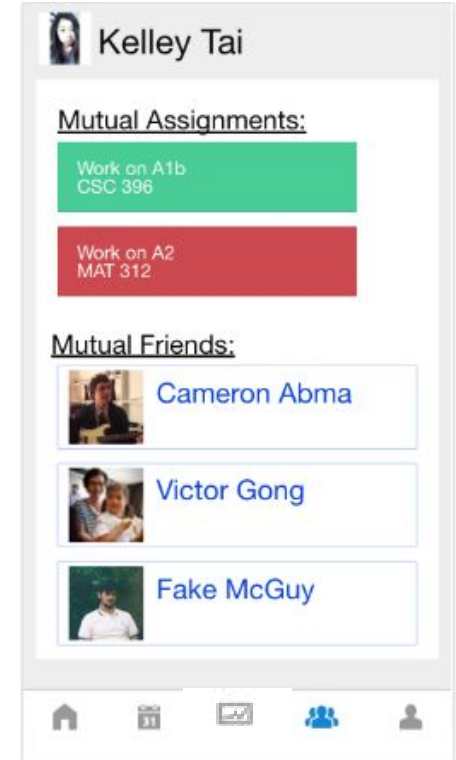 Kelley Tai
Mutual Assignments:
Work on A1b
CSC 396
Work on A2
MAT 312
Mutual Friends:
Cameron Abma
Victor Gong
Fake McGuy
31